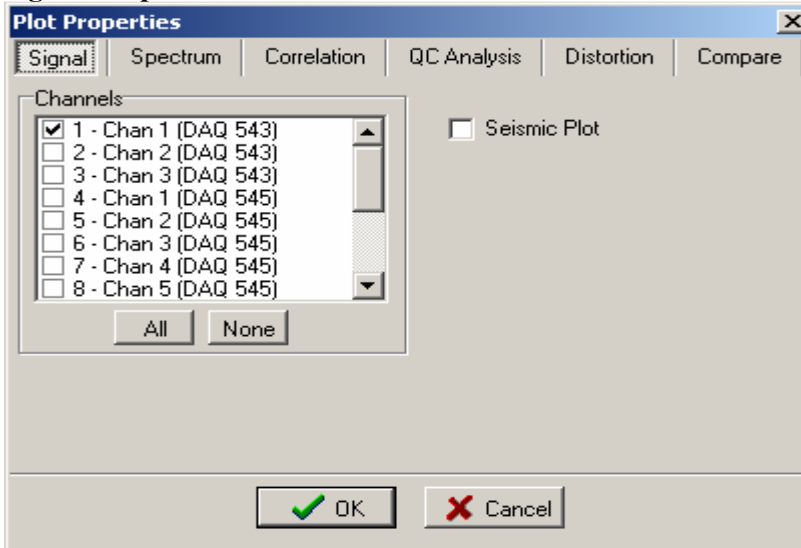 Plot Properties
Signal Spectrum Correlation QC Analysis Distortion Compare
Channels
1 - Chan 1 (DAQ 543)
2 - Chan 2 (DAQ 543)
3 - Chan 3 (DAQ 543)
4 - Chan 1 (DAQ 545)
5 - Chan 2 (DAQ 545)
6 - Chan 3 (DAQ 545)
7 - Chan 4 (DAQ 545)
8 - Chan 5 (DAQ 545)
All None
Seismic Plot
OK Cancel